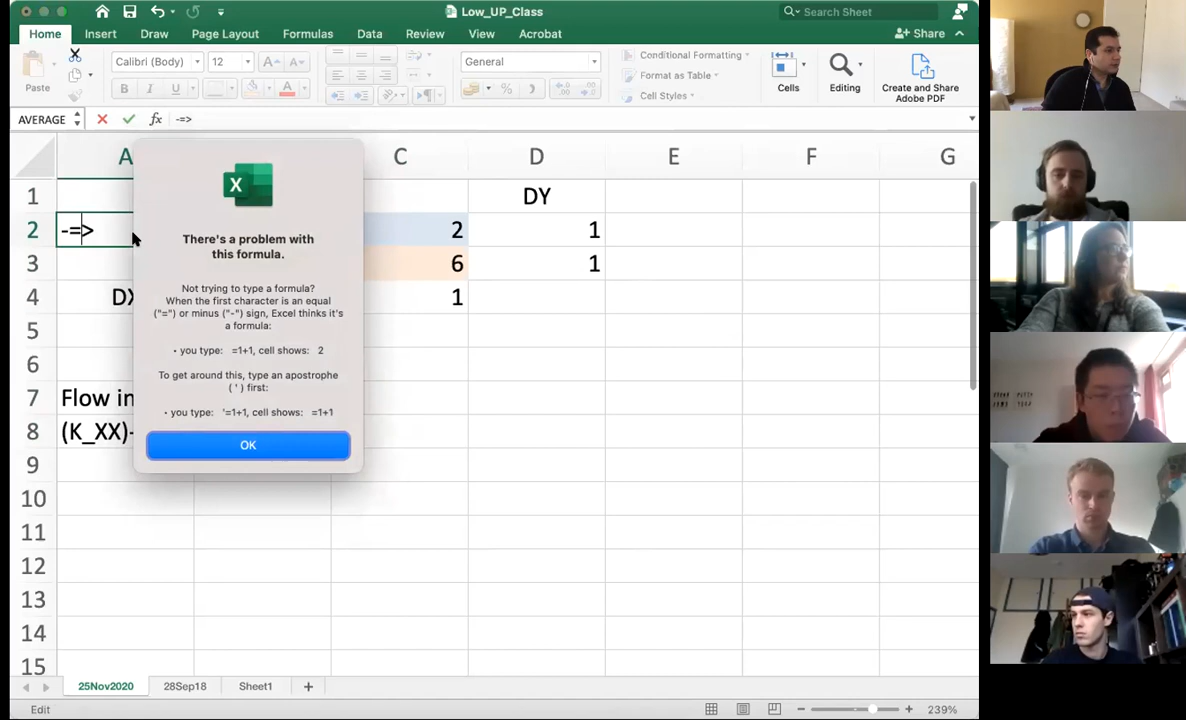 Low_UP_Class
Search Sheet
Home Insert Draw Page Layout Formulas Data Review View Acrobat Share
Paste
Calibri (Body) 12
B I U
General
Conditional Formatting
Format as Table
Cell Styles
Cells
Editing
Create and Share
Adobe PDF
AVERAGE fx -=>
A C D E F G
1 DY
2 -=> 2 1
3 6 1
4 DX 1
5
6
7 Flow in
8 (K_XX)-
9
10
11
12
13
14
15
X
There's a problem with
this formula.
Not trying to type a formula?
When the first character is an equal
("=") or minus ("-") sign, Excel thinks it's
a formula:
• you type: =1+1, cell shows: 2
To get around this, type an apostrophe
( ' ) first:
• you type: '=1+1, cell shows: =1+1
OK
25Nov2020 28Sep18 Sheet1 +
Edit 239%